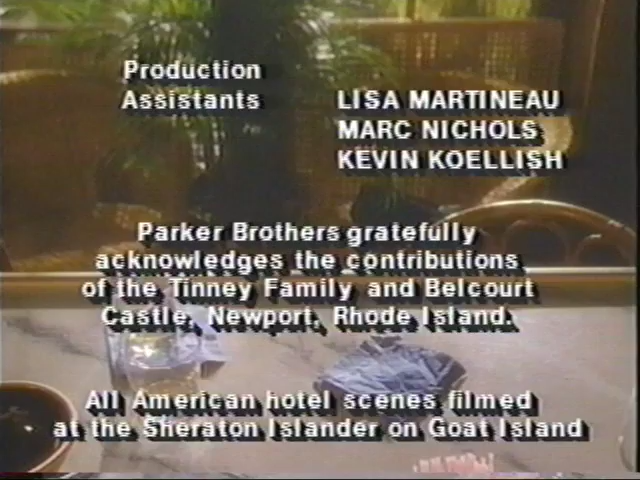 Production
Assistants
LISA MARTINEAU
MARC NICHOLS
KEVIN KOELLISH
Parker Brothers gratefully
acknowledges the contributions
of the Tinney Family and Belcourt
Castle, Newport, Rhode Island.
All American hotel scenes filmed
at the Sheraton Islander on Goat Island